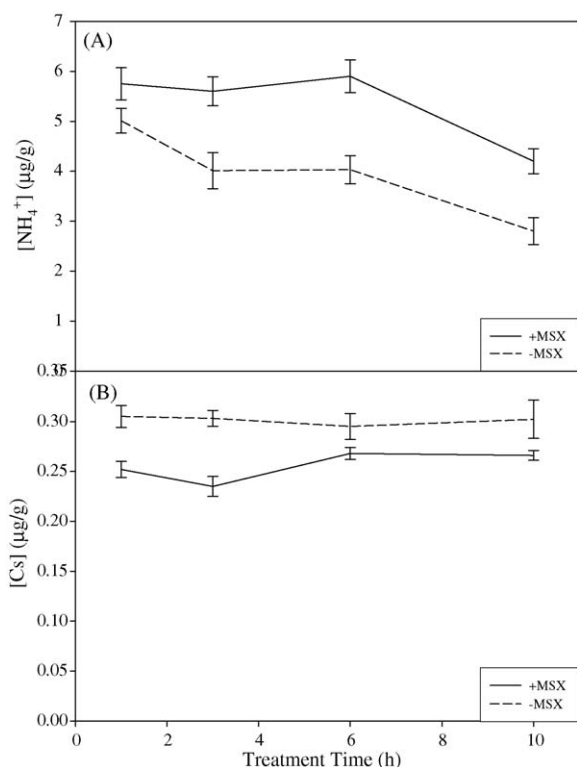 (A)
7
6
5
4
3
2
1
[NH₄⁺] (µg/g)
+MSX
-MSX
(B)
0.35
0.30
0.25
0.20
0.15
0.10
0.05
0.00
[Cs] (µg/g)
+MSX
-MSX
0 2 4 6 8 10
Treatment Time (h)